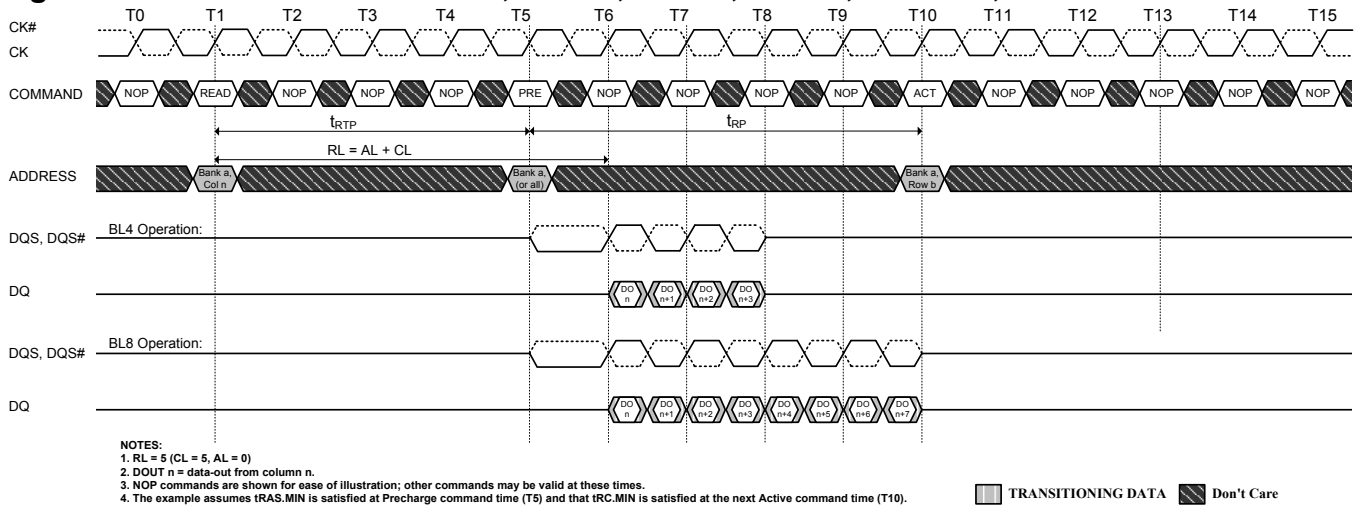 T0 T1 T2 T3 T4 T5 T6 T7 T8 T9 T10 T11 T12 T13 T14 T15
CK#
CK
COMMAND NOP READ NOP NOP NOP PRE NOP NOP NOP NOP ACT NOP NOP NOP NOP NOP
tRTP tRP
RL = AL + CL
ADDRESS
Bank a, Bank a, Bank a,
Col n (or all) Row b
BL4 Operation:
DQS, DQS#
DQ
DO DO DO DO
n n+1 n+2 n+3
BL8 Operation:
DQS, DQS#
DQ
DO DO DO DO DO DO DO DO
n n+1 n+2 n+3 n+4 n+5 n+6 n+7
NOTES:
1. RL = 5 (CL = 5, AL = 0)
2. DOUT n = data-out from column n.
3. NOP commands are shown for ease of illustration; other commands may be valid at these times.
4. The example assumes tRAS.MIN is satisfied at Precharge command time (T5) and that tRC.MIN is satisfied at the next Active command time (T10).
TRANSITIONING DATA Don't Care